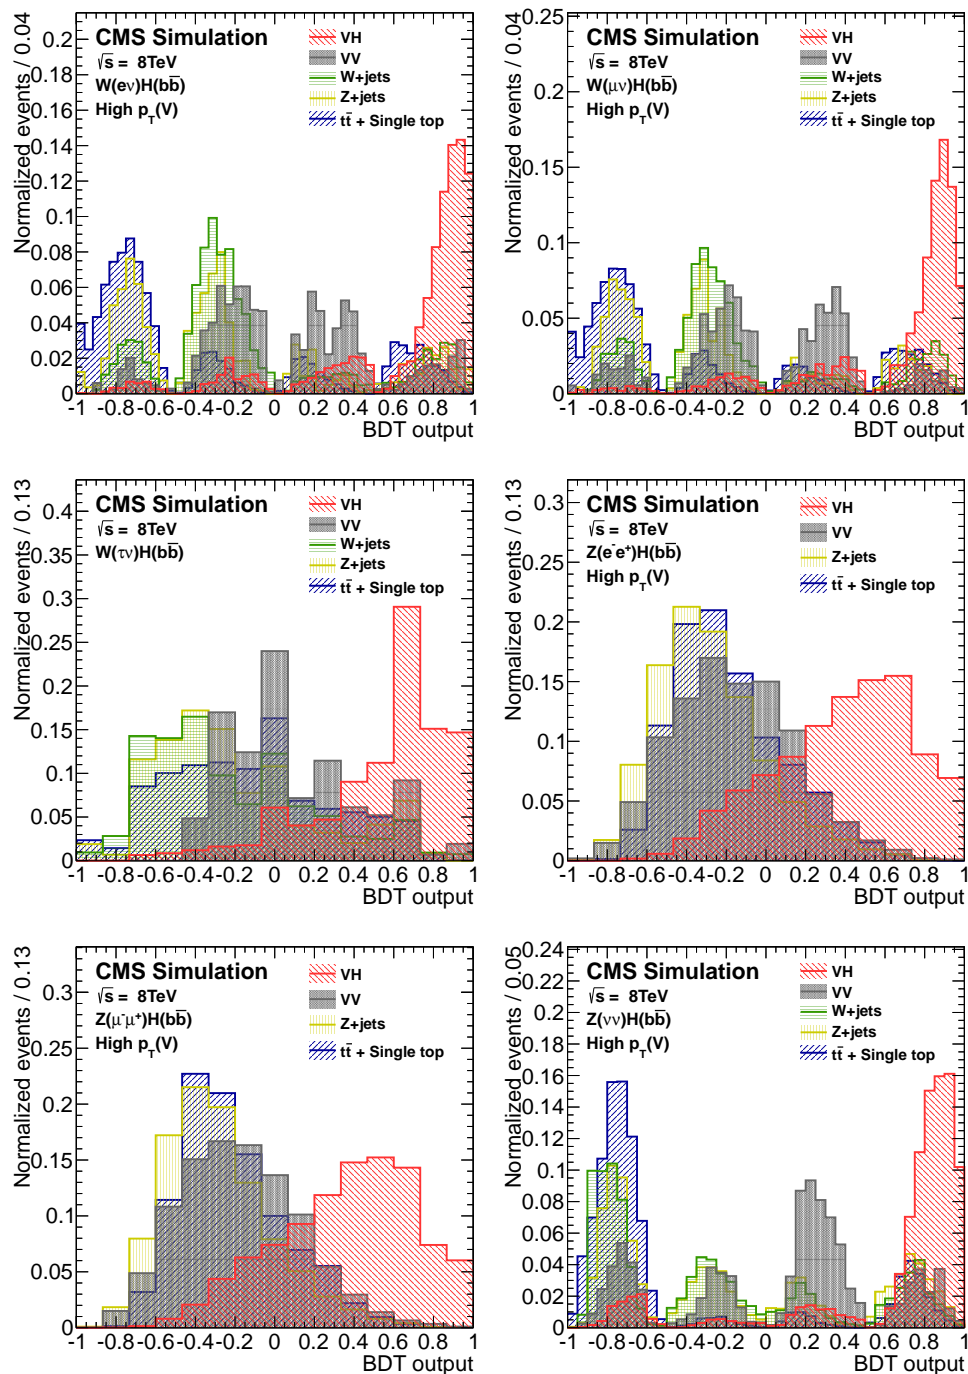 Normalized events / 0.04
0.2
0.18
0.16
0.14
0.12
0.1
0.08
0.06
0.04
0.02
0
CMS Simulation
√s = 8TeV
W(eν)H(bb̅)
High p_T(V)
VH
VV
W+jets
Z+jets
tt̅ + Single top
-1 -0.8 -0.6 -0.4 -0.2 0 0.2 0.4 0.6 0.8 1
BDT output
Normalized events / 0.04
0.25
0.2
0.15
0.1
0.05
0
CMS Simulation
√s = 8TeV
W(μν)H(bb̅)
High p_T(V)
VH
VV
W+jets
Z+jets
tt̅ + Single top
-1 -0.8 -0.6 -0.4 -0.2 0 0.2 0.4 0.6 0.8 1
BDT output
Normalized events / 0.13
0.4
0.35
0.3
0.25
0.2
0.15
0.1
0.05
0
CMS Simulation
√s = 8TeV
W(τν)H(bb̅)
VH
VV
W+jets
Z+jets
tt̅ + Single top
-1 -0.8 -0.6 -0.4 -0.2 0 0.2 0.4 0.6 0.8 1
BDT output
Normalized events / 0.13
0.3
0.25
0.2
0.15
0.1
0.05
0
CMS Simulation
√s = 8TeV
Z(e⁻e⁺)H(bb̅)
High p_T(V)
VH
VV
Z+jets
tt̅ + Single top
-1 -0.8 -0.6 -0.4 -0.2 0 0.2 0.4 0.6 0.8 1
BDT output
Normalized events / 0.13
0.3
0.25
0.2
0.15
0.1
0.05
0
CMS Simulation
√s = 8TeV
Z(μ⁻μ⁺)H(bb̅)
High p_T(V)
VH
VV
Z+jets
tt̅ + Single top
-1 -0.8 -0.6 -0.4 -0.2 0 0.2 0.4 0.6 0.8 1
BDT output
Normalized events / 0.05
0.24
0.22
0.2
0.18
0.16
0.14
0.12
0.1
0.08
0.06
0.04
0.02
0
CMS Simulation
√s = 8TeV
Z(νν)H(bb̅)
High p_T(V)
VH
VV
W+jets
Z+jets
tt̅ + Single top
-1 -0.8 -0.6 -0.4 -0.2 0 0.2 0.4 0.6 0.8 1
BDT output